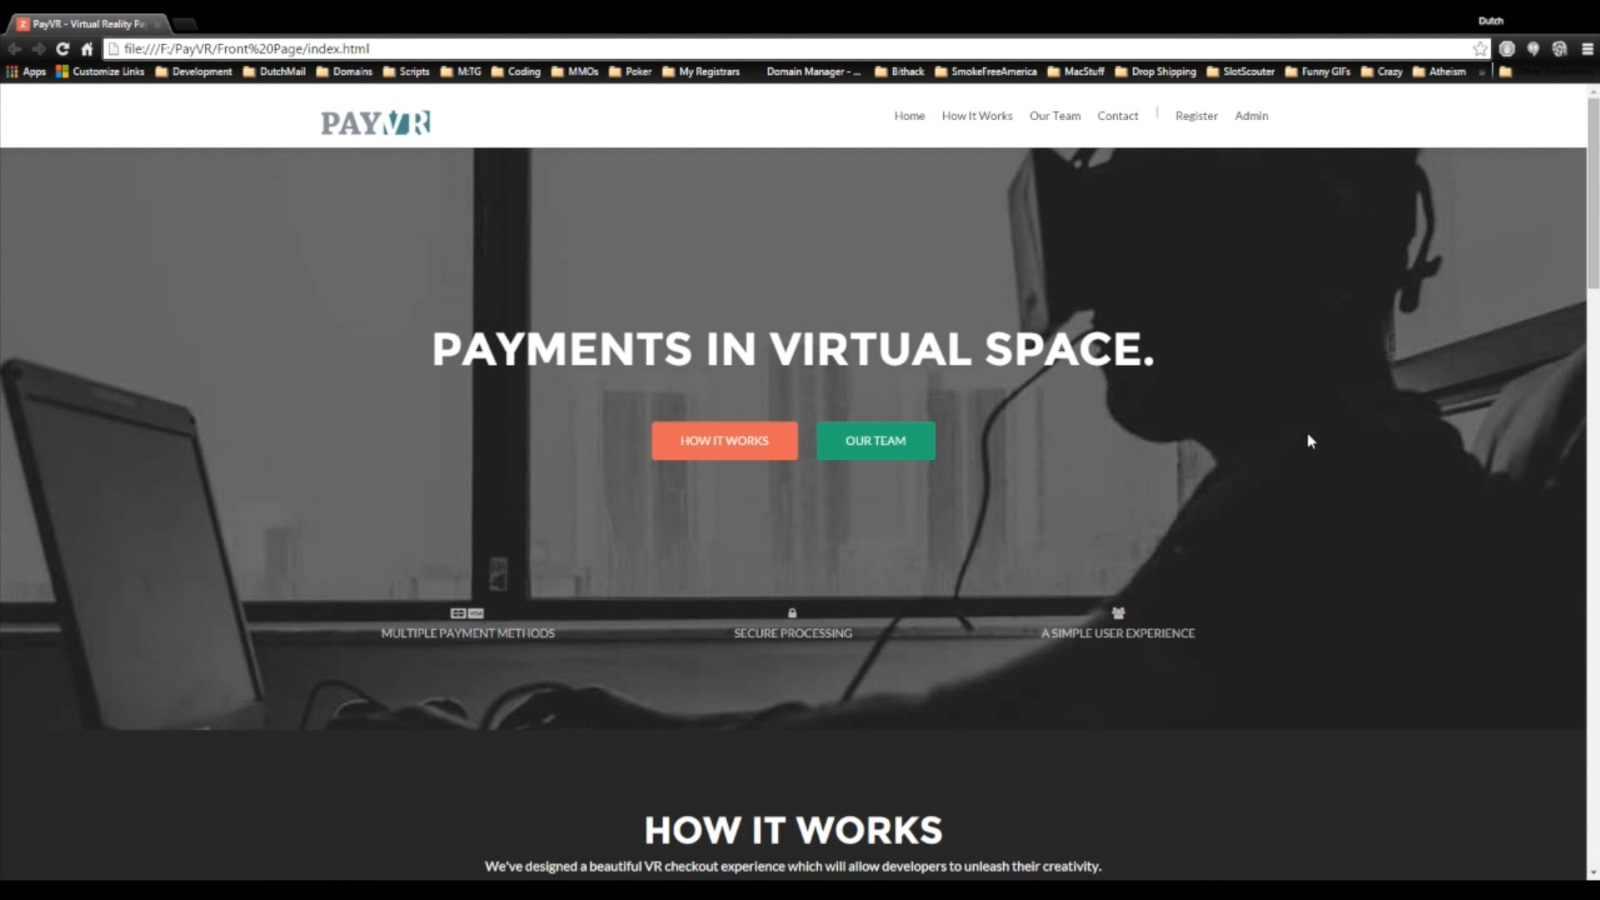 Dutch
PayVR - Virtual Reality Pa
file:///F:/PayVR/Front%20Page/index.html
Apps Customize Links Development DutchMail Domains Scripts M:TG Coding MMOs Poker My Registrars Domain Manager - ... Bithack SmokeFreeAmerica MacStuff Drop Shipping SlotScouter Funny GIFs Crazy Atheism »
PAYVR Home How It Works Our Team Contact | Register Admin
PAYMENTS IN VIRTUAL SPACE.
HOW IT WORKS OUR TEAM
MULTIPLE PAYMENT METHODS SECURE PROCESSING A SIMPLE USER EXPERIENCE
HOW IT WORKS
We've designed a beautiful VR checkout experience which will allow developers to unleash their creativity.